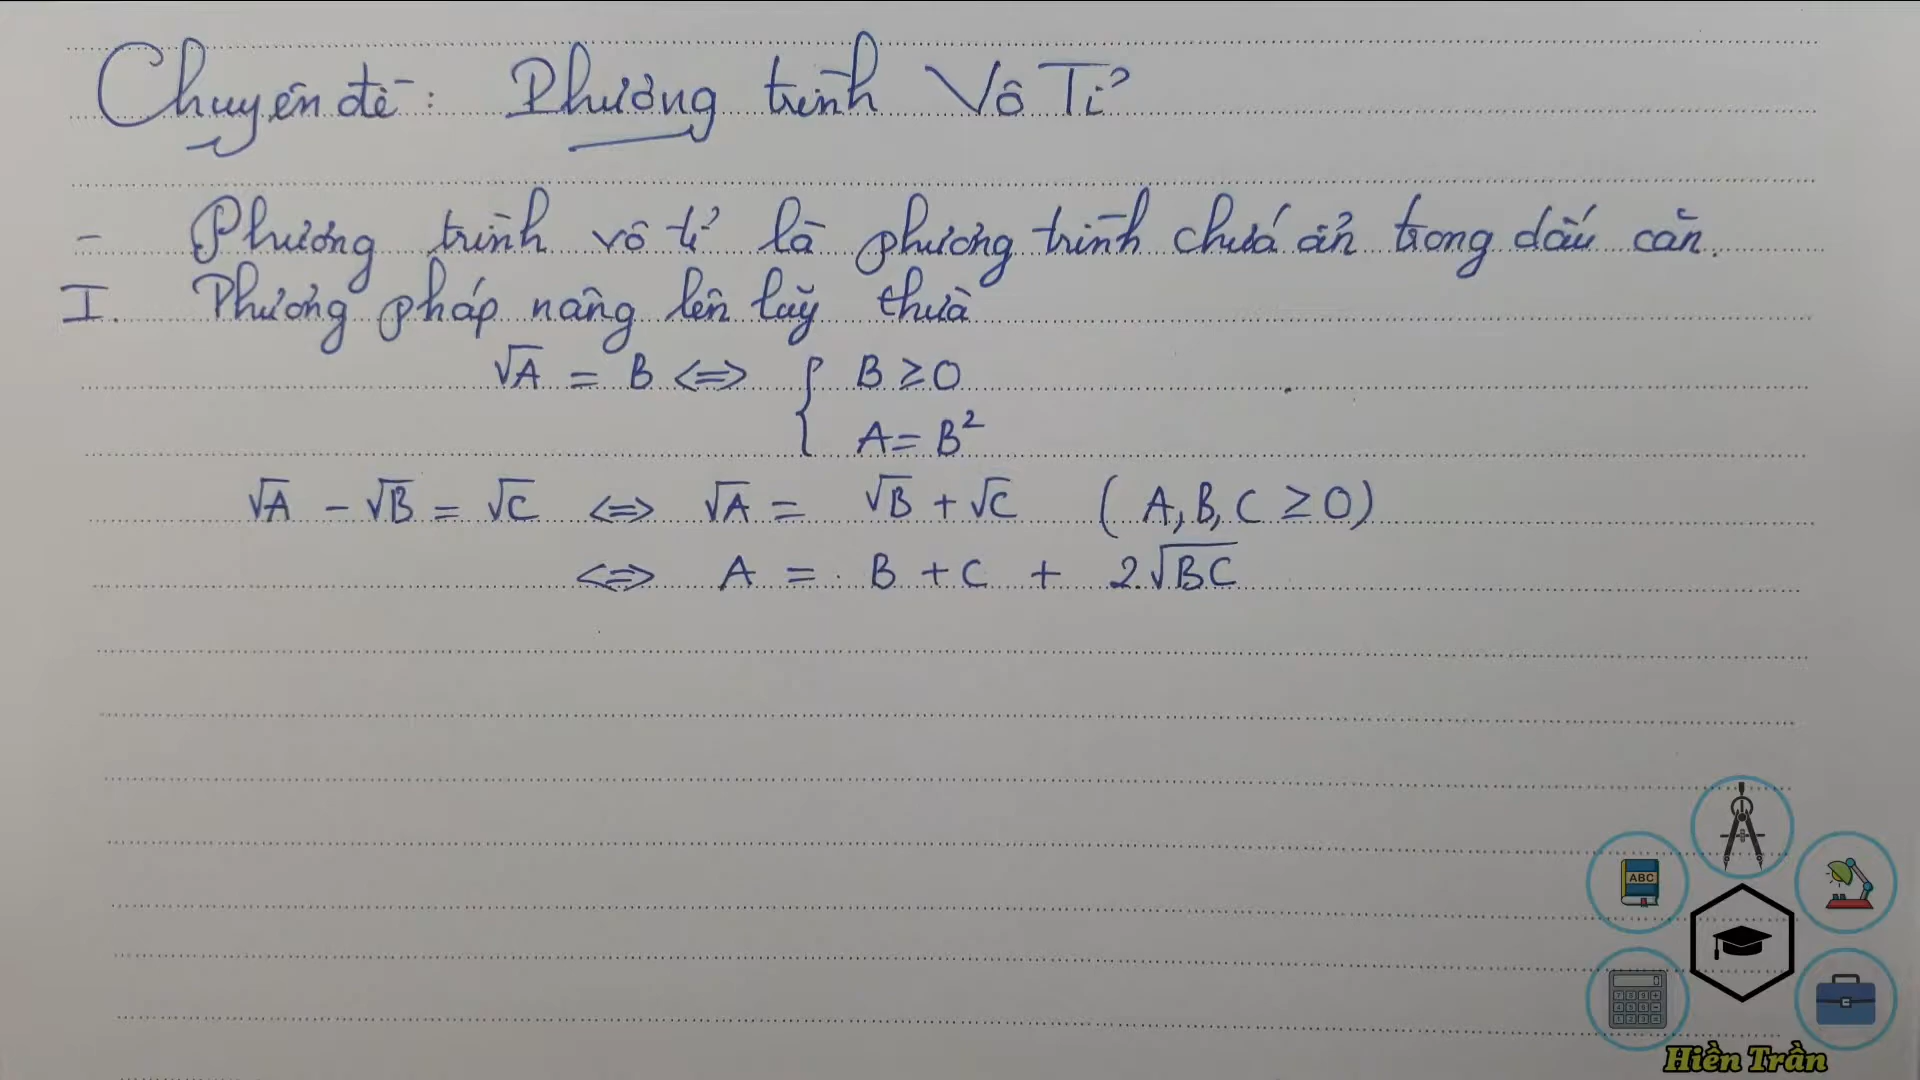 Chuyên đề: Phương trình Vô Tỉ
- Phương trình vô tỉ là phương trình chứa ẩn trong dấu căn.
I. Phương pháp nâng lên lũy thừa
√A = B <=> { B ≥ 0
A = B²
√A - √B = √C <=> √A = √B + √C ( A, B, C ≥ 0)
<=> A = B + C + 2√BC
ABC
Hiền Trần